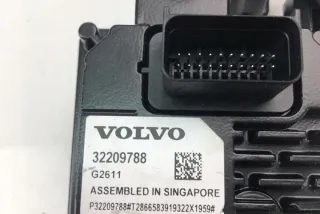 VOLVO
32209788
G2611
ASSEMBLED IN SINGAPORE
P32209788#T2866583919322X1959#